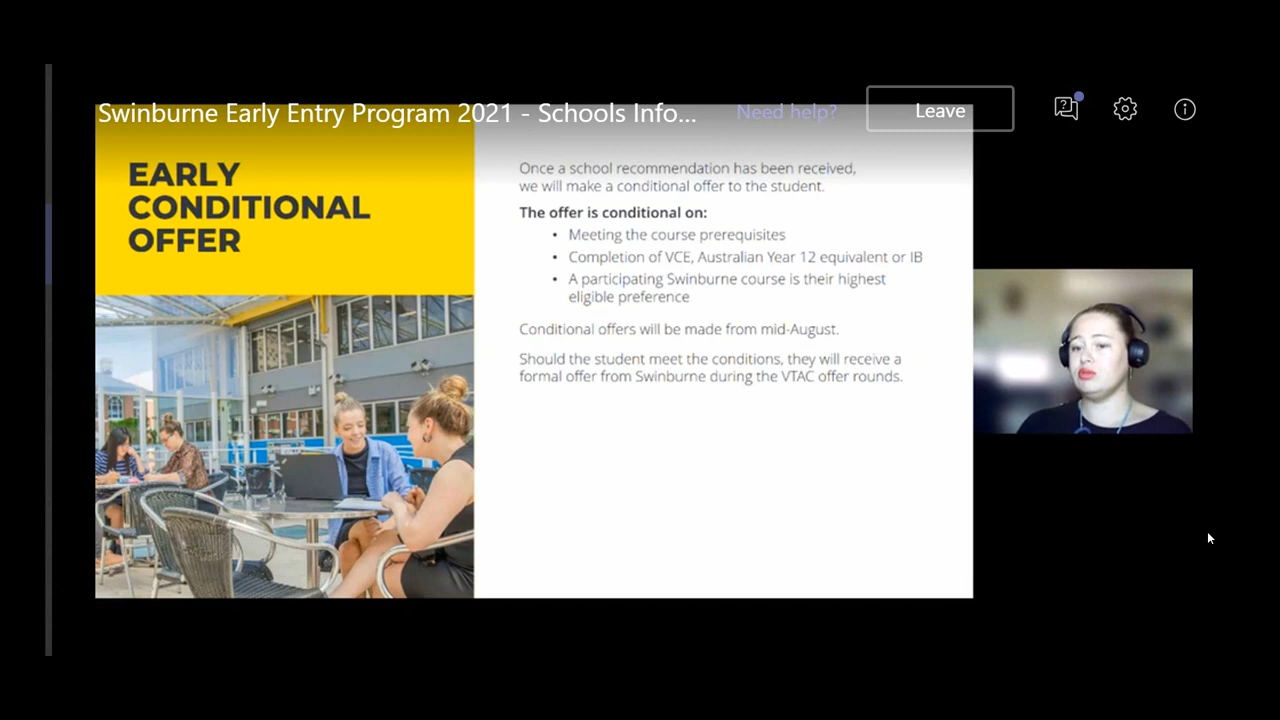 Swinburne Early Entry Program 2021 - Schools Info...
Need help?
Leave
EARLY
CONDITIONAL
OFFER
Once a school recommendation has been received,
we will make a conditional offer to the student.
The offer is conditional on:
• Meeting the course prerequisites
• Completion of VCE, Australian Year 12 equivalent or IB
• A participating Swinburne course is their highest
eligible preference
Conditional offers will be made from mid-August.
Should the student meet the conditions, they will receive a
formal offer from Swinburne during the VTAC offer rounds.